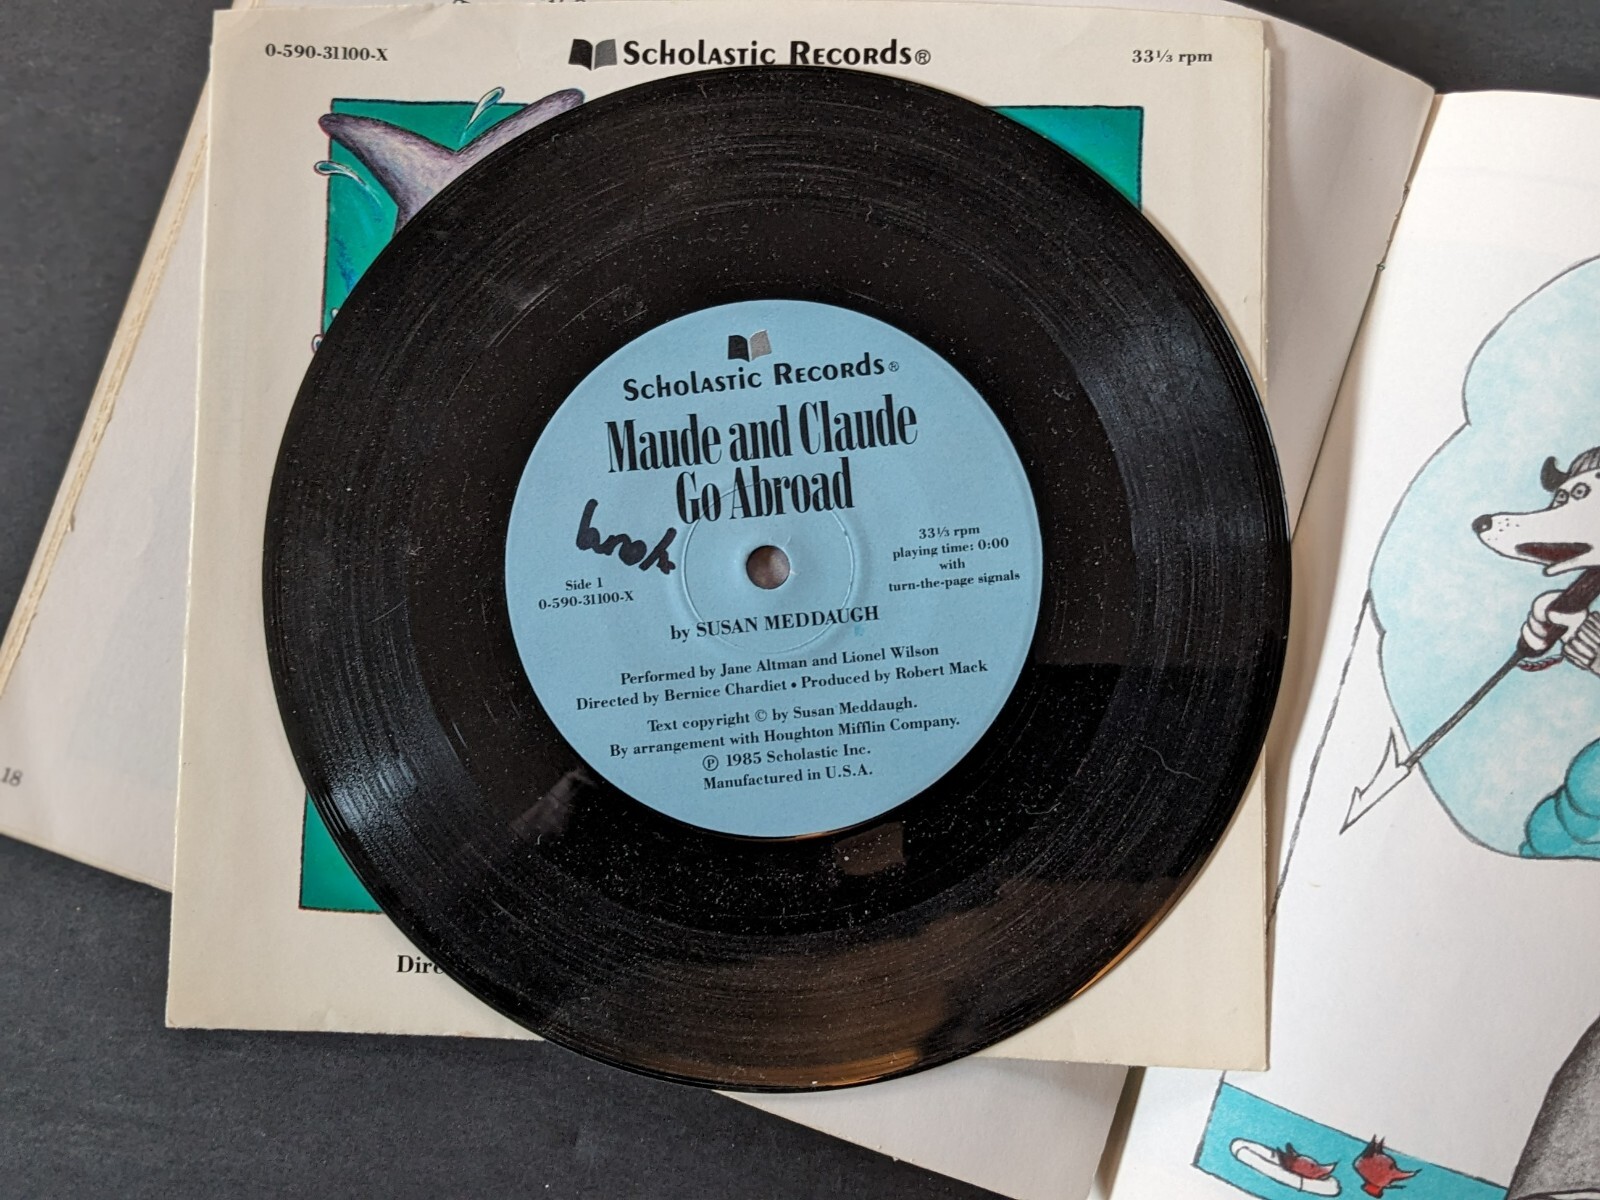 0-590-31100-X
Scholastic Records®
33⅓ rpm
Scholastic Records®
Maude and Claude
Go Abroad
Side 1
0-590-31100-X
33⅓ rpm
playing time: 0:00
with
turn-the-page signals
by SUSAN MEDDAUGH
Performed by Jane Altman and Lionel Wilson
Directed by Bernice Chardiet • Produced by Robert Mack
Text copyright © by Susan Meddaugh.
By arrangement with Houghton Mifflin Company.
℗ 1985 Scholastic Inc.
Manufactured in U.S.A.
18